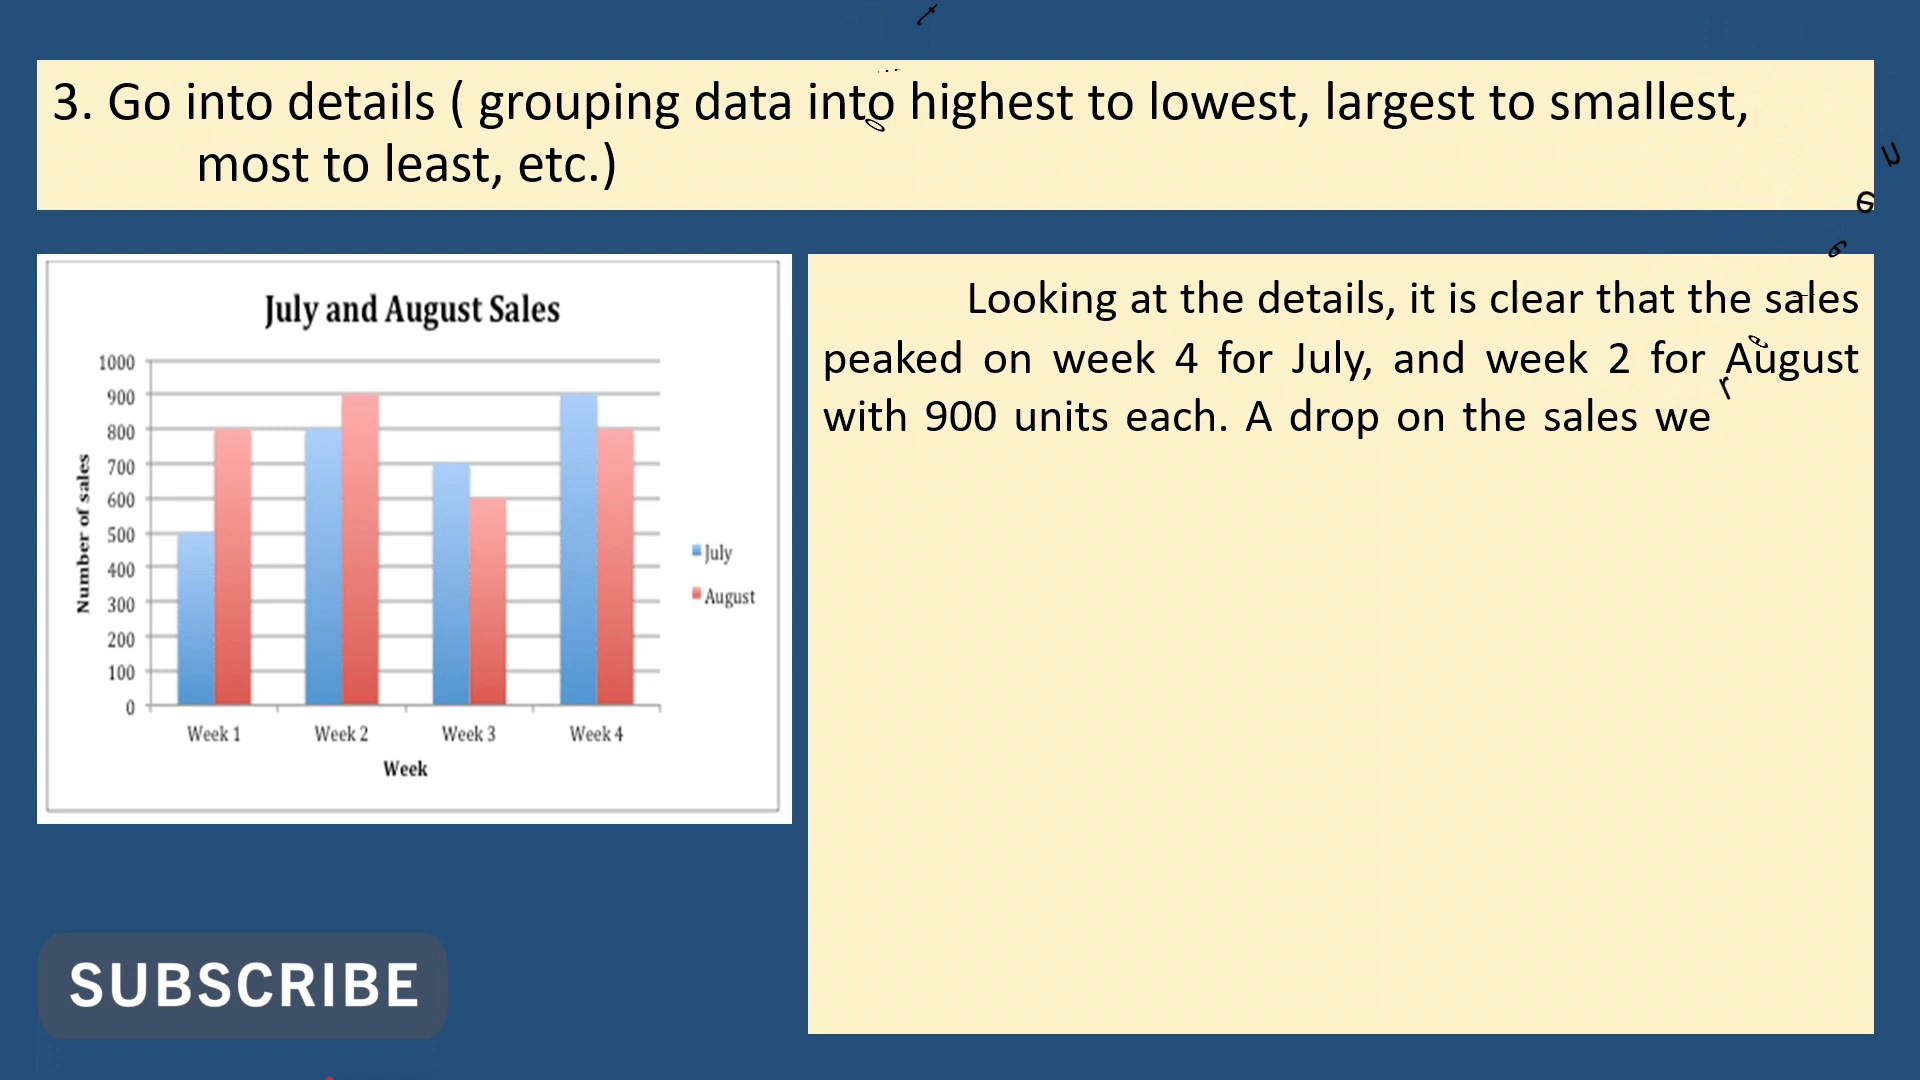 3. Go into details ( grouping data into highest to lowest, largest to smallest,
most to least, etc.)
July and August Sales
1000
900
800
700
600
500
400
300
200
100
0
Number of sales
Week 1 Week 2 Week 3 Week 4
Week
July
August
Looking at the details, it is clear that the sales
peaked on week 4 for July, and week 2 for August
with 900 units each. A drop on the sales we
SUBSCRIBE